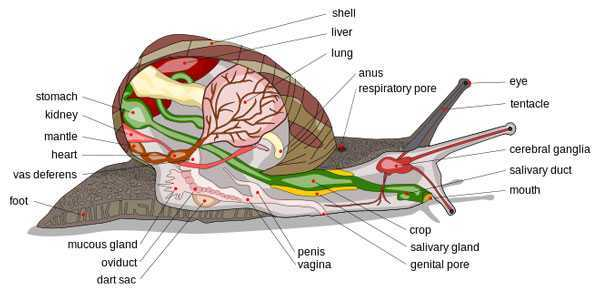 shell
liver
lung
anus
respiratory pore
eye
tentacle
cerebral ganglia
salivary duct
mouth
stomach
kidney
mantle
heart
vas deferens
foot
mucous gland
oviduct
dart sac
penis
vagina
crop
salivary gland
genital pore